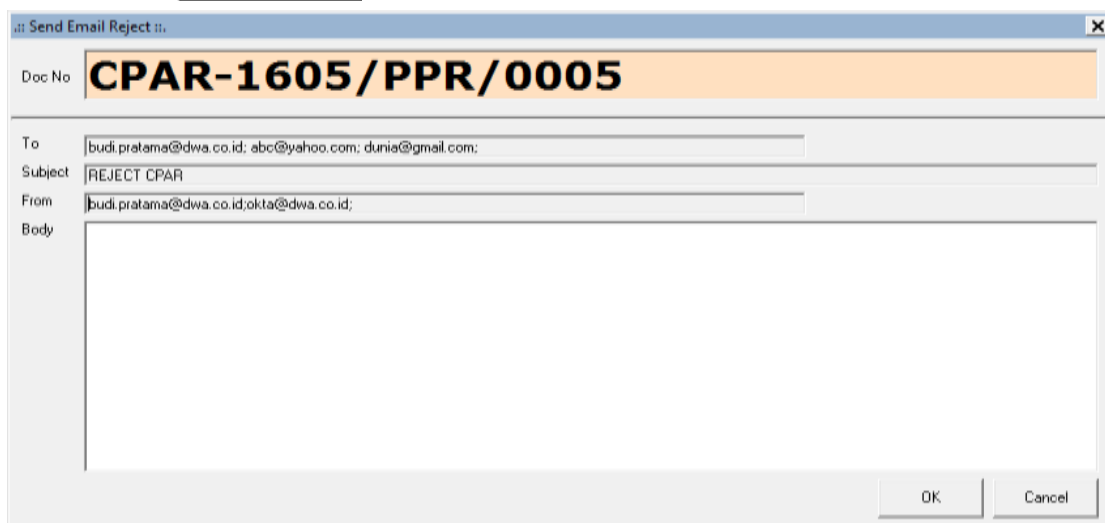 .:: Send Email Reject ::.
Doc No CPAR-1605/PPR/0005
To budi.pratama@dwa.co.id; abc@yahoo.com; dunia@gmail.com;
Subject REJECT CPAR
From budi.pratama@dwa.co.id;okta@dwa.co.id;
Body
OK Cancel